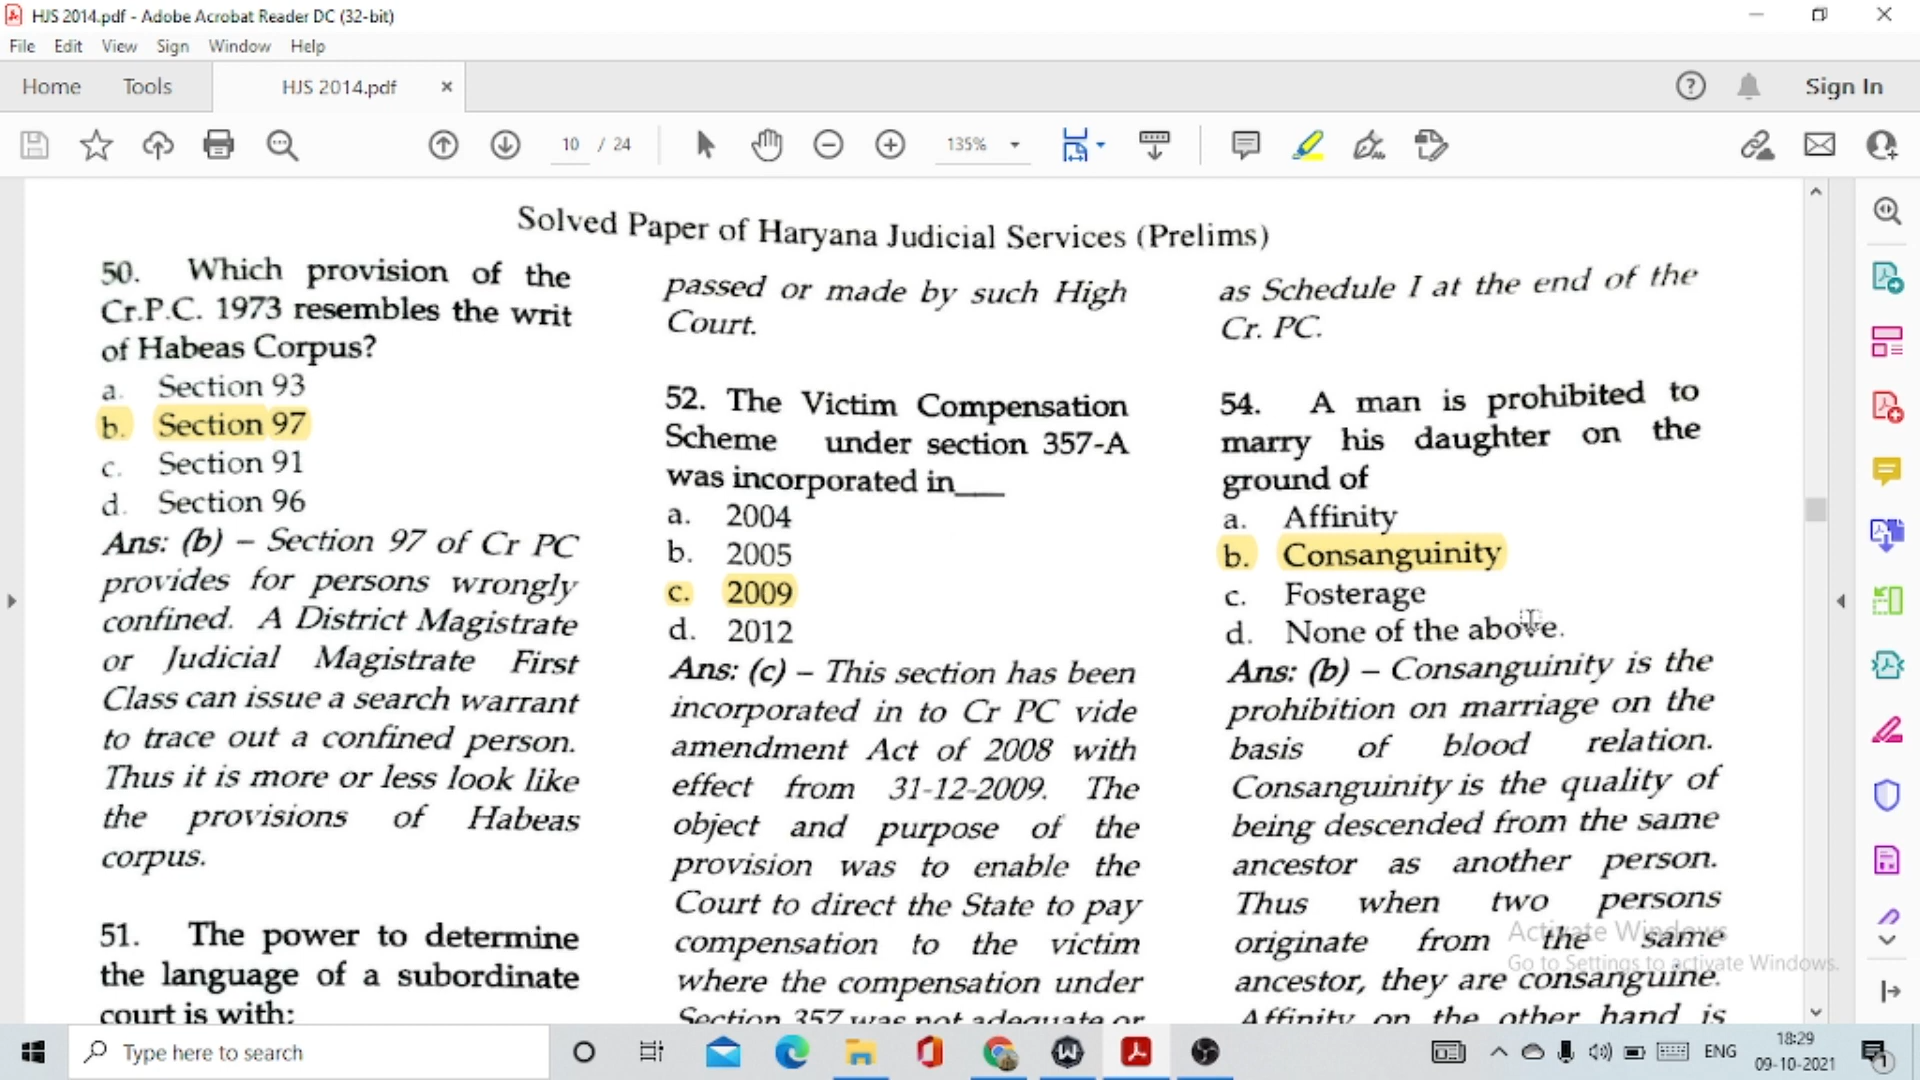 HJS 2014.pdf - Adobe Acrobat Reader DC (32-bit)
File Edit View Sign Window Help
Home Tools HJS 2014.pdf × Sign In
10 / 24 135%
Solved Paper of Haryana Judicial Services (Prelims)
50. Which provision of the
Cr.P.C. 1973 resembles the writ
of Habeas Corpus?
a. Section 93
b. Section 97
c. Section 91
d. Section 96
Ans: (b) – Section 97 of Cr PC
provides for persons wrongly
confined. A District Magistrate
or Judicial Magistrate First
Class can issue a search warrant
to trace out a confined person.
Thus it is more or less look like
the provisions of Habeas
corpus.
51. The power to determine
the language of a subordinate
court is with:
passed or made by such High
Court.
52. The Victim Compensation
Scheme under section 357-A
was incorporated in___
a. 2004
b. 2005
c. 2009
d. 2012
Ans: (c) – This section has been
incorporated in to Cr PC vide
amendment Act of 2008 with
effect from 31-12-2009. The
object and purpose of the
provision was to enable the
Court to direct the State to pay
compensation to the victim
where the compensation under
Section 357 was not adequate or
as Schedule I at the end of the
Cr. PC.
54. A man is prohibited to
marry his daughter on the
ground of
a. Affinity
b. Consanguinity
c. Fosterage
d. None of the above.
Ans: (b) – Consanguinity is the
prohibition on marriage on the
basis of blood relation.
Consanguinity is the quality of
being descended from the same
ancestor as another person.
Thus when two persons
originate from the same
ancestor, they are consanguine.
Affinity on the other hand is
Activate Windows
Go to Settings to activate Windows.
Type here to search
ENG
18:29
09-10-2021
1